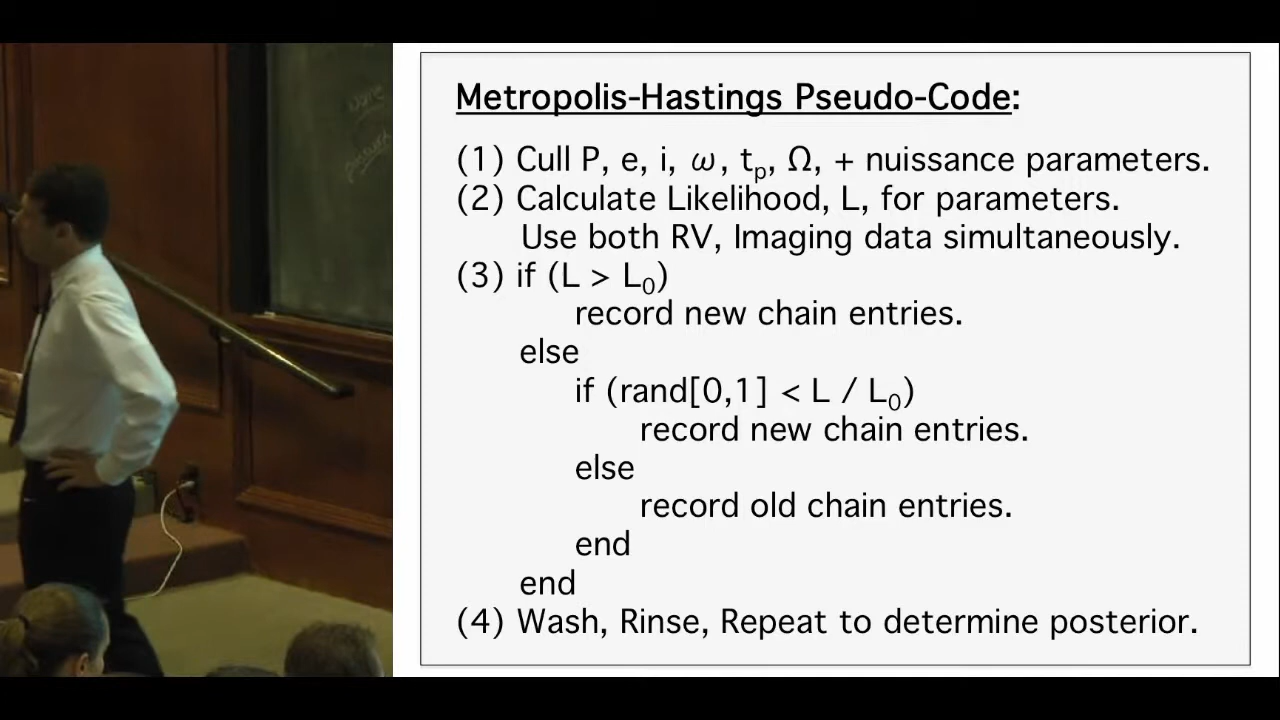 Metropolis-Hastings Pseudo-Code:
(1) Cull P, e, i, ω, tₚ, Ω, + nuissance parameters.
(2) Calculate Likelihood, L, for parameters.
Use both RV, Imaging data simultaneously.
(3) if (L > L₀)
record new chain entries.
else
if (rand[0,1] < L / L₀)
record new chain entries.
else
record old chain entries.
end
end
(4) Wash, Rinse, Repeat to determine posterior.